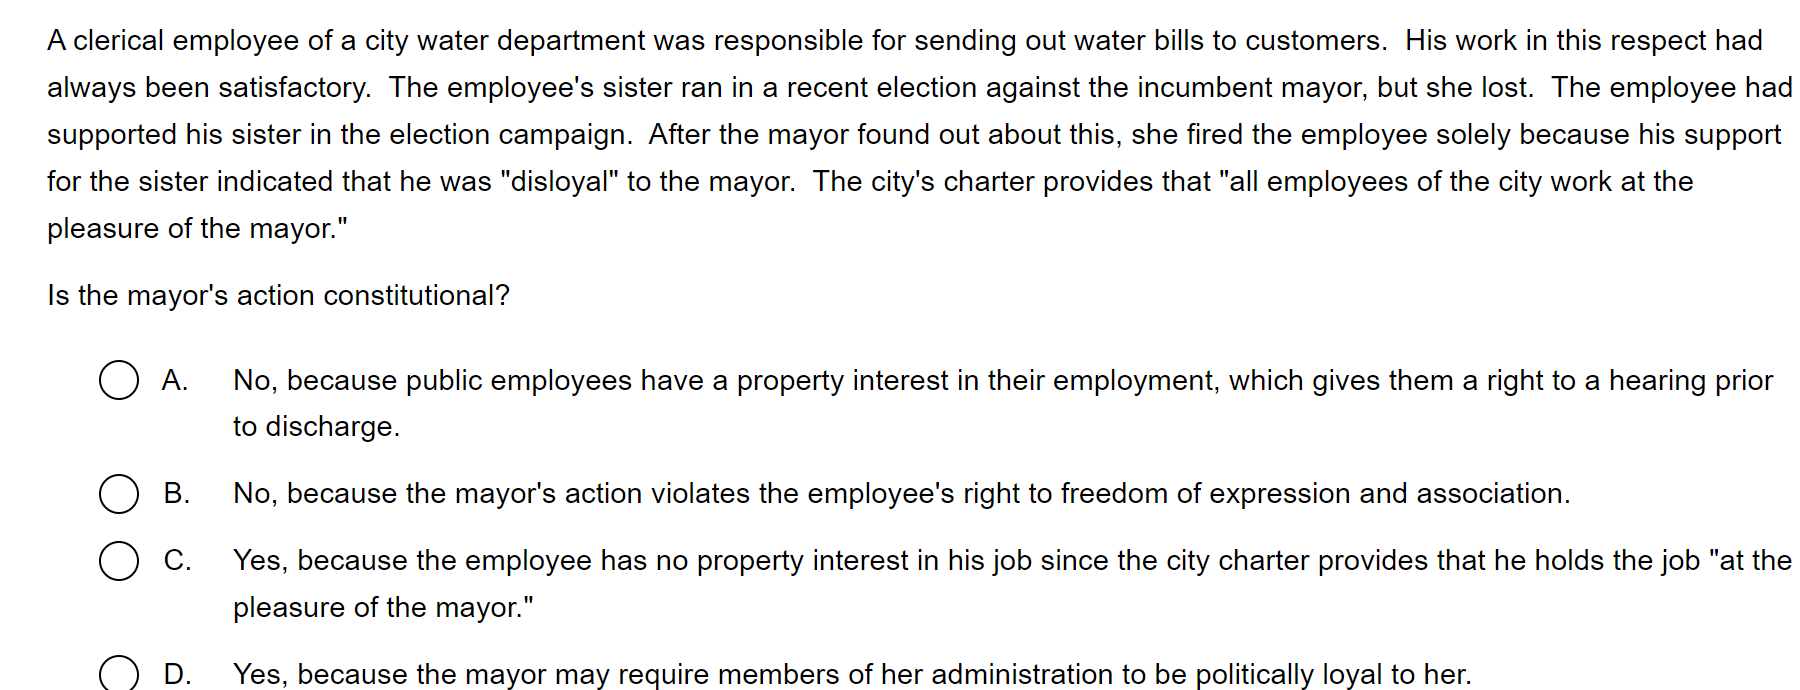 A clerical employee of a city water department was responsible for sending out water bills to customers.  His work in this respect had
always been satisfactory.  The employee's sister ran in a recent election against the incumbent mayor, but she lost.  The employee had
supported his sister in the election campaign.  After the mayor found out about this, she fired the employee solely because his support
for the sister indicated that he was "disloyal" to the mayor.  The city's charter provides that "all employees of the city work at the
pleasure of the mayor."
Is the mayor's action constitutional?
A. No, because public employees have a property interest in their employment, which gives them a right to a hearing prior
to discharge.
B. No, because the mayor's action violates the employee's right to freedom of expression and association.
C. Yes, because the employee has no property interest in his job since the city charter provides that he holds the job "at the
pleasure of the mayor."
D. Yes, because the mayor may require members of her administration to be politically loyal to her.